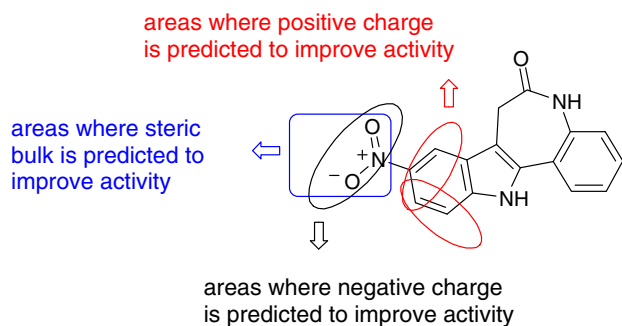 areas where positive charge
is predicted to improve activity
areas where steric
bulk is predicted to
improve activity
O
NH
O
N
+
−
O
NH
areas where negative charge
is predicted to improve activity